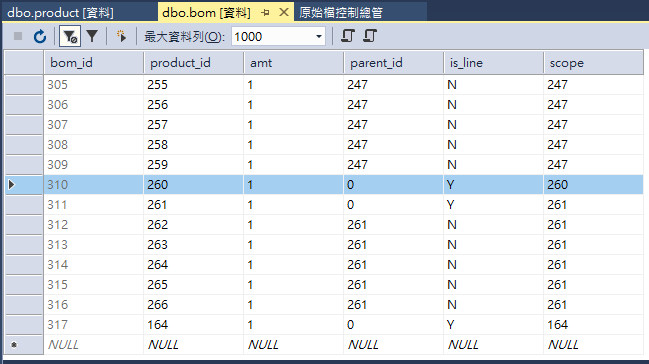 dbo.product [資料] dbo.bom [資料] 原始檔控制總管
最大資料列(O): 1000
bom_id product_id amt parent_id is_line scope
305 255 1 247 N 247
306 256 1 247 N 247
307 257 1 247 N 247
308 258 1 247 N 247
309 259 1 247 N 247
310 260 1 0 Y 260
311 261 1 0 Y 261
312 262 1 261 N 261
313 263 1 261 N 261
314 264 1 261 N 261
315 265 1 261 N 261
316 266 1 261 N 261
317 164 1 0 Y 164
NULL NULL NULL NULL NULL NULL